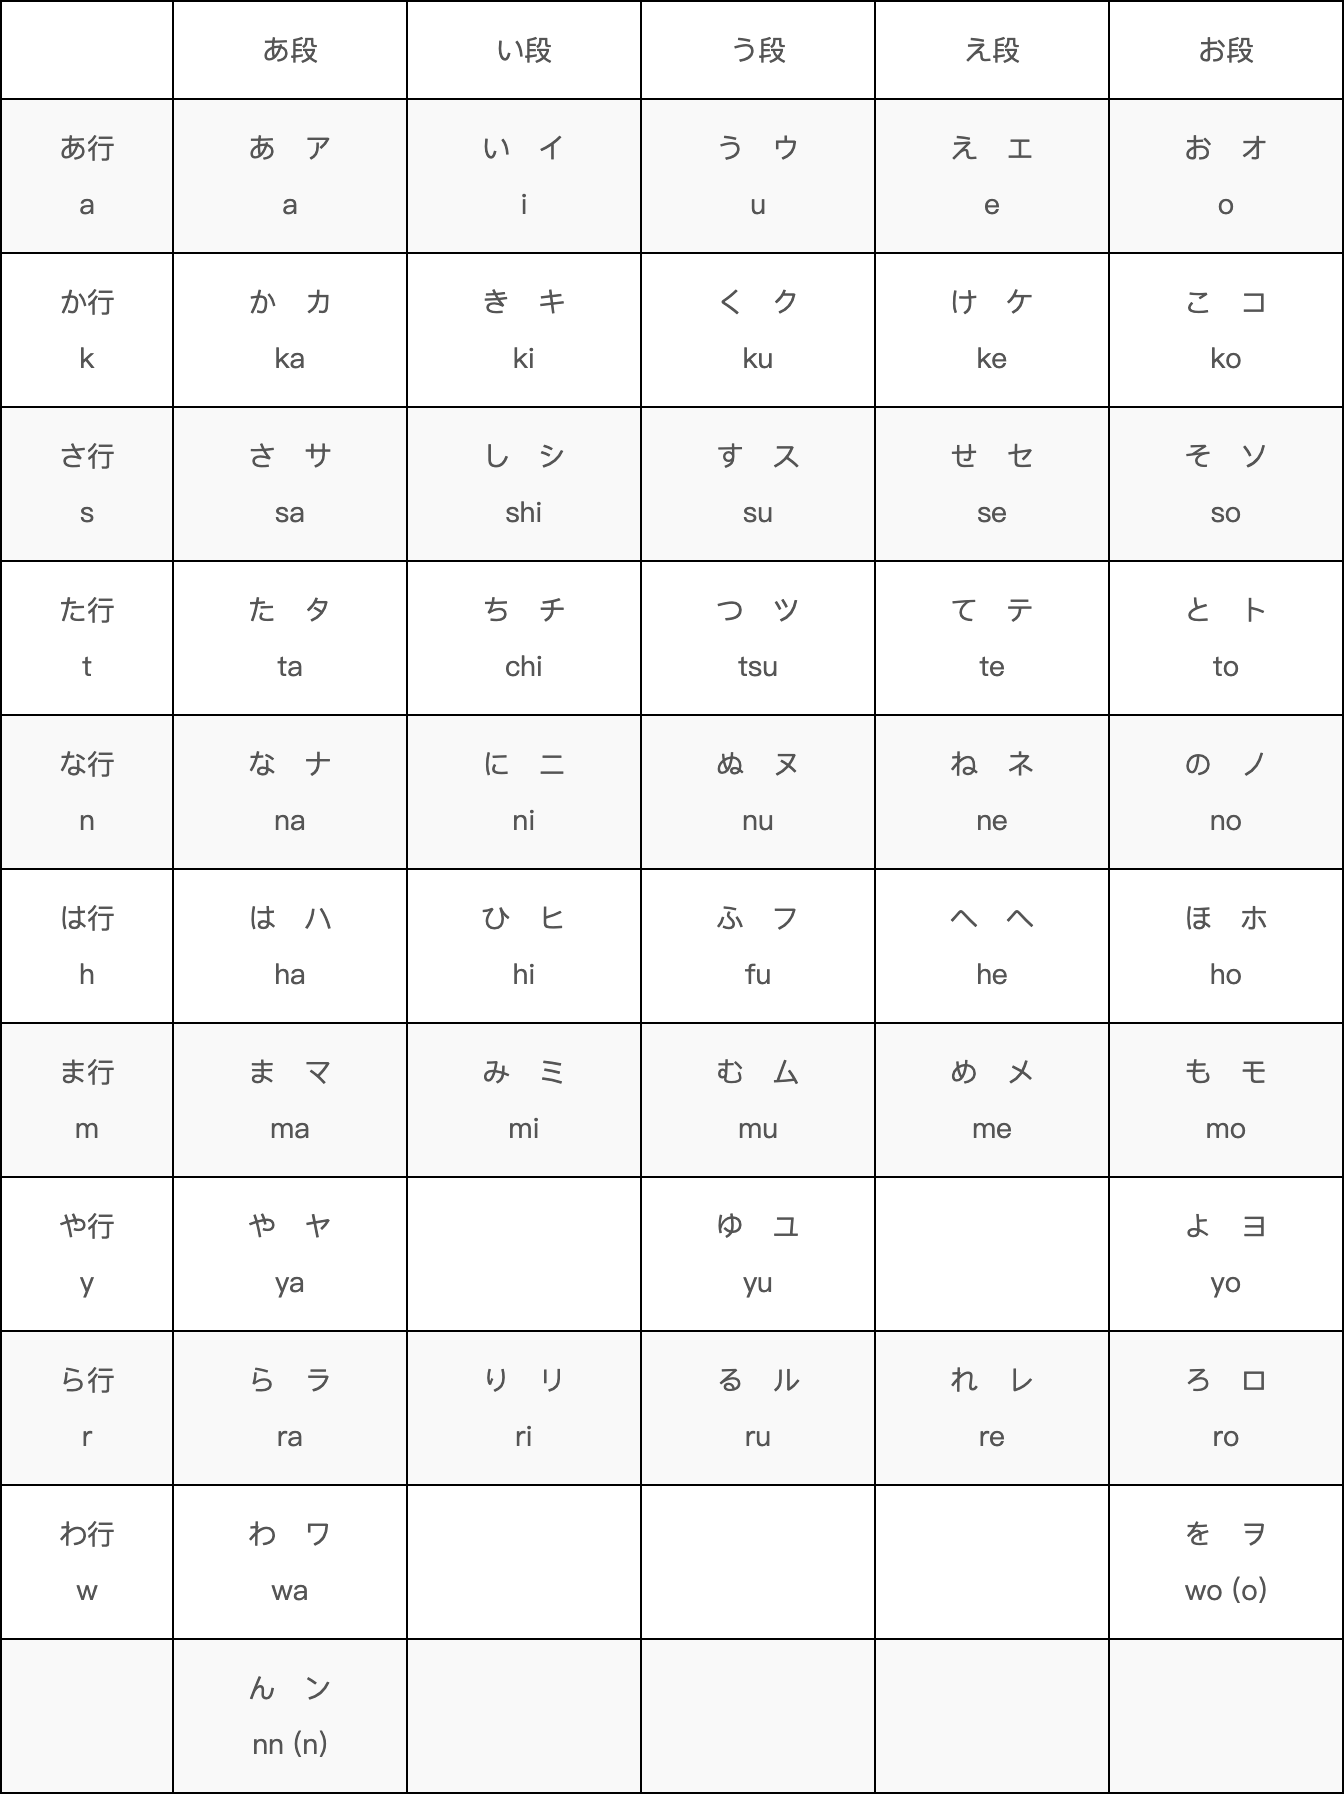 あ段 い段 う段 え段 お段
あ行 あ ア い イ う ウ え エ お オ
a a i u e o
か行 か カ き キ く ク け ケ こ コ
k ka ki ku ke ko
さ行 さ サ し シ す ス せ セ そ ソ
s sa shi su se so
た行 た タ ち チ つ ツ て テ と ト
t ta chi tsu te to
な行 な ナ に ニ ぬ ヌ ね ネ の ノ
n na ni nu ne no
は行 は ハ ひ ヒ ふ フ へ ヘ ほ ホ
h ha hi fu he ho
ま行 ま マ み ミ む ム め メ も モ
m ma mi mu me mo
や行 や ヤ ゆ ユ よ ヨ
y ya yu yo
ら行 ら ラ り リ る ル れ レ ろ ロ
r ra ri ru re ro
わ行 わ ワ を ヲ
w wa wo (o)
ん ン
nn (n)